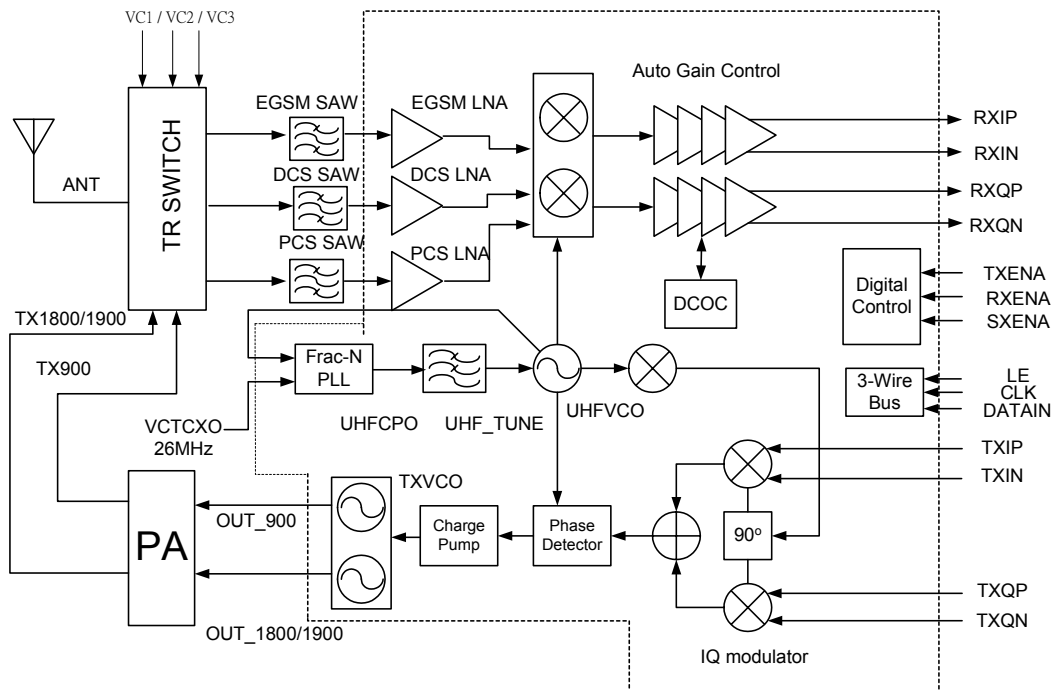 VC1 / VC2 / VC3
Auto Gain Control
EGSM SAW
EGSM LNA
RXIP
RXIN
TR SWITCH
ANT
DCS SAW
DCS LNA
RXQP
RXQN
PCS SAW
PCS LNA
DCOC
Digital
Control
TXENA
RXENA
SXENA
TX1800/1900
TX900
Frac-N
PLL
3-Wire
Bus
LE
CLK
DATAIN
VCTCXO
26MHz
UHFCPO
UHF_TUNE
UHFVCO
TXIP
TXIN
TXVCO
OUT_900
PA
Charge
Pump
Phase
Detector
90º
TXQP
TXQN
OUT_1800/1900
IQ modulator